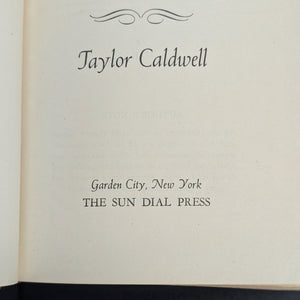 Taylor Caldwell
Garden City, New York
THE SUN DIAL PRESS